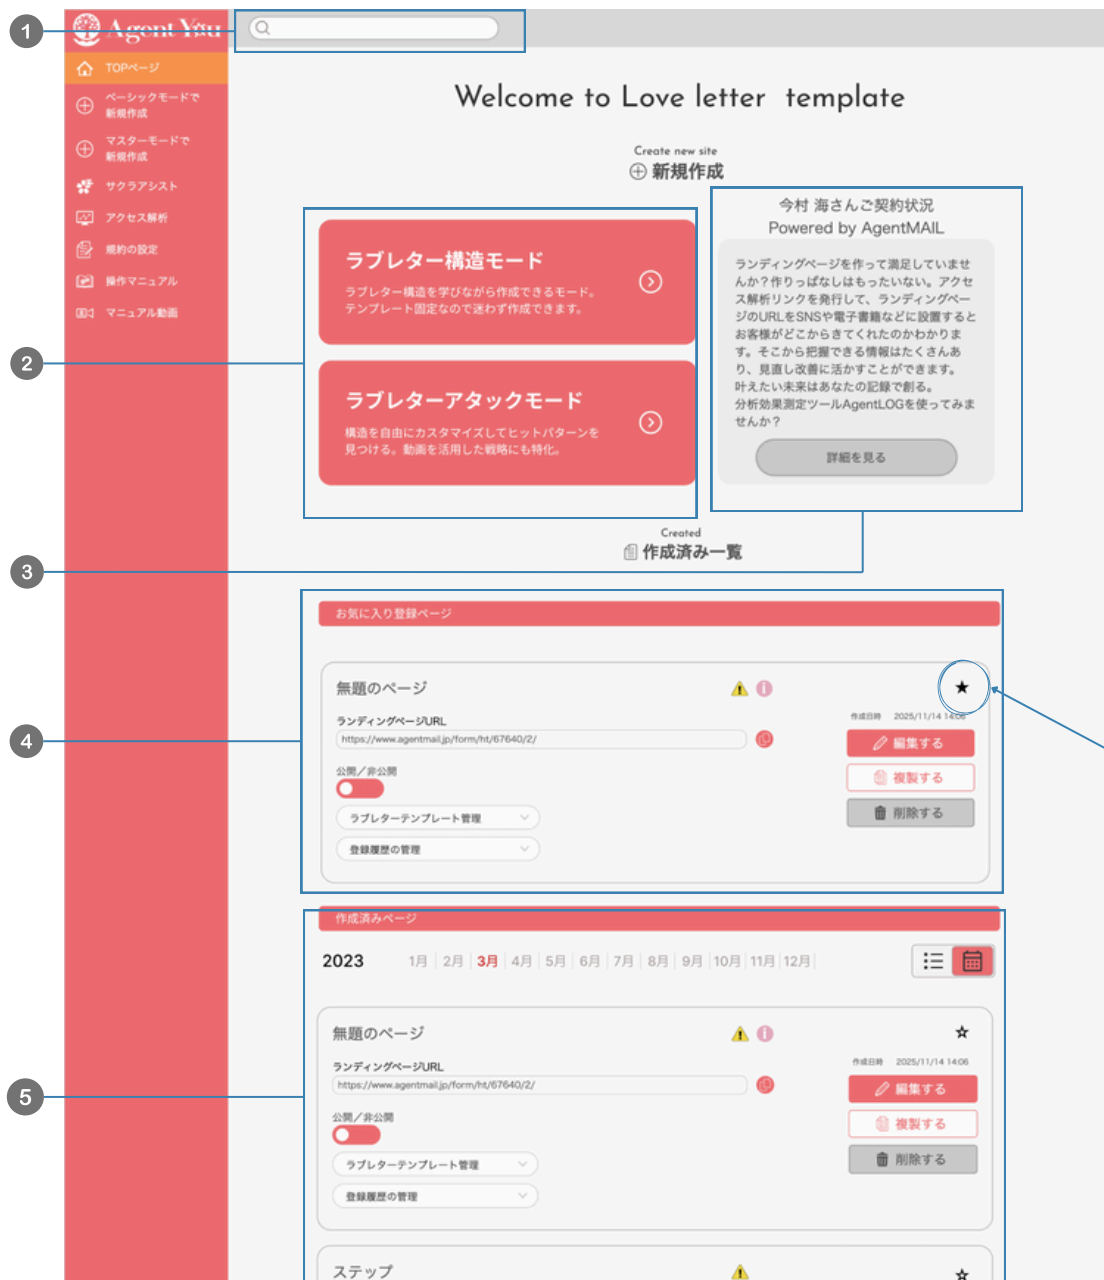 1
Agent You
TOPページ
ベーシックモードで
新規作成
マスターモードで
新規作成
サクラアシスト
アクセス解析
規約の設定
操作マニュアル
マニュアル動画
Welcome to Love letter template
Create new site
新規作成
2
ラブレター構造モード
ラブレター構造を学びながら作成できるモード。
テンプレート固定なので迷わず作成できます。
ラブレターアタックモード
構造を自由にカスタマイズしてヒットパターンを
見つける。動画を活用した戦略にも特化。
今村 海さんご契約状況
Powered by AgentMAIL
ランディングページを作って満足していませ
んか？作りっぱなしはもったいない。アクセ
ス解析リンクを発行して、ランディングペー
ジのURLをSNSや電子書籍などに設置すると
お客様がどこからきてくれたのかわかりま
す。そこから把握できる情報はたくさんあ
り、見直し改善に活かすことができます。
叶えたい未来はあなたの記録で創る。
分析効果測定ツールAgentLOGを使ってみま
せんか？
詳細を見る
3
Created
作成済み一覧
4
お気に入り登録ページ
無題のページ
作成日時 2025/11/14 14:06
ランディングページURL
https://www.agentmail.jp/form/ht/67640/2/
編集する
公開／非公開
複製する
ラブレターテンプレート管理
削除する
登録履歴の管理
5
作成済みページ
2023 1月 2月 3月 4月 5月 6月 7月 8月 9月 10月 11月 12月
無題のページ
作成日時 2025/11/14 14:06
ランディングページURL
https://www.agentmail.jp/form/ht/67640/2/
編集する
公開／非公開
複製する
ラブレターテンプレート管理
削除する
登録履歴の管理
ステップ